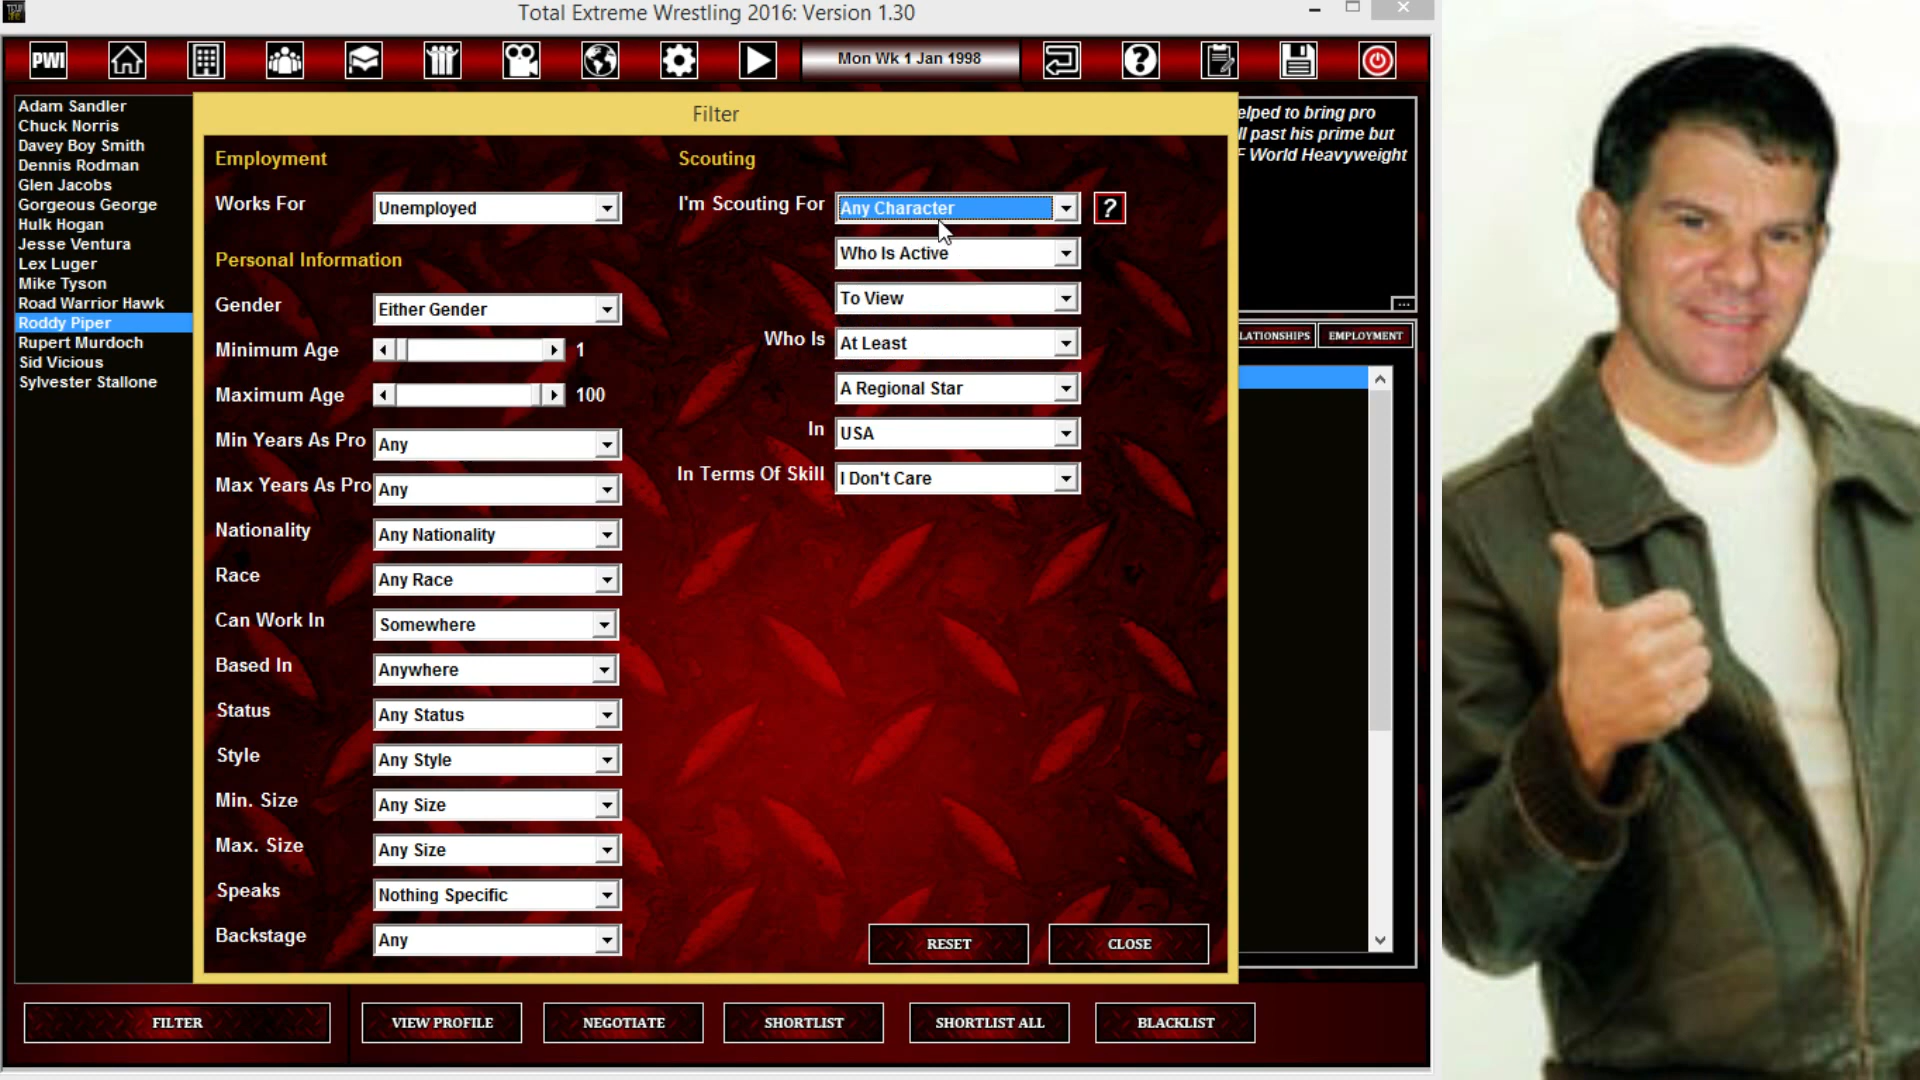 Total Extreme Wrestling 2016: Version 1.30
PWI
Mon Wk 1 Jan 1998
?
Adam Sandler
Chuck Norris
Davey Boy Smith
Dennis Rodman
Glen Jacobs
Gorgeous George
Hulk Hogan
Jesse Ventura
Lex Luger
Mike Tyson
Road Warrior Hawk
Roddy Piper
Rupert Murdoch
Sid Vicious
Sylvester Stallone
Filter
Employment
Works For Unemployed
Personal Information
Gender Either Gender
Minimum Age 1
Maximum Age 100
Min Years As Pro Any
Max Years As Pro Any
Nationality Any Nationality
Race Any Race
Can Work In Somewhere
Based In Anywhere
Status Any Status
Style Any Style
Min. Size Any Size
Max. Size Any Size
Speaks Nothing Specific
Backstage Any
Scouting
I'm Scouting For Any Character ?
Who Is Active
To View
Who Is At Least
A Regional Star
In USA
In Terms Of Skill I Don't Care
RESET CLOSE
elped to bring pro
ll past his prime but
F World Heavyweight
...
LATIONSHIPS EMPLOYMENT
FILTER VIEW PROFILE NEGOTIATE SHORTLIST SHORTLIST ALL BLACKLIST